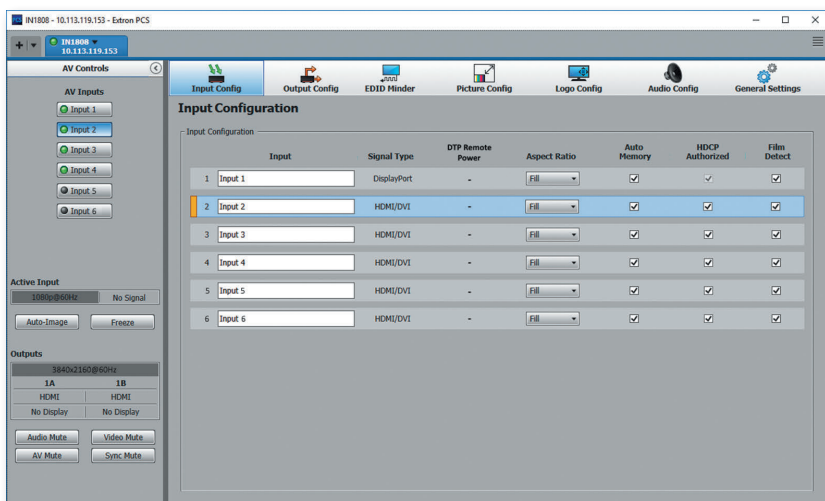 IN1808 - 10.113.119.153 - Extron PCS
IN1808
10.113.119.153
AV Controls
AV Inputs
Input 1
Input 2
Input 3
Input 4
Input 5
Input 6
Active Input
1080p@60Hz No Signal
Auto-Image Freeze
Outputs
3840x2160@60Hz
1A 1B
HDMI HDMI
No Display No Display
Audio Mute Video Mute
AV Mute Sync Mute
Input Config Output Config EDID Minder Picture Config Logo Config Audio Config General Settings
Input Configuration
Input Configuration
Input Signal Type DTP Remote Power Aspect Ratio Auto Memory HDCP Authorized Film Detect
1 Input 1 DisplayPort - Fill
2 Input 2 HDMI/DVI - Fill
3 Input 3 HDMI/DVI - Fill
4 Input 4 HDMI/DVI - Fill
5 Input 5 HDMI/DVI - Fill
6 Input 6 HDMI/DVI - Fill